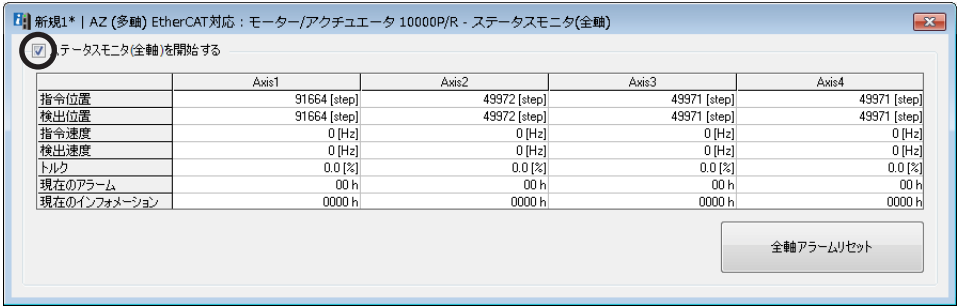 新規1* | AZ (多軸) EtherCAT対応：モーター/アクチュエータ 10000P/R - ステータスモニタ(全軸)
ステータスモニタ(全軸)を開始する
Axis1 Axis2 Axis3 Axis4
指令位置 91664 [step] 49972 [step] 49971 [step] 49971 [step]
検出位置 91664 [step] 49972 [step] 49971 [step] 49971 [step]
指令速度 0 [Hz] 0 [Hz] 0 [Hz] 0 [Hz]
検出速度 0 [Hz] 0 [Hz] 0 [Hz] 0 [Hz]
トルク 0.0 [%] 0.0 [%] 0.0 [%] 0.0 [%]
現在のアラーム 00 h 00 h 00 h 00 h
現在のインフォメーション 0000 h 0000 h 0000 h 0000 h
全軸アラームリセット